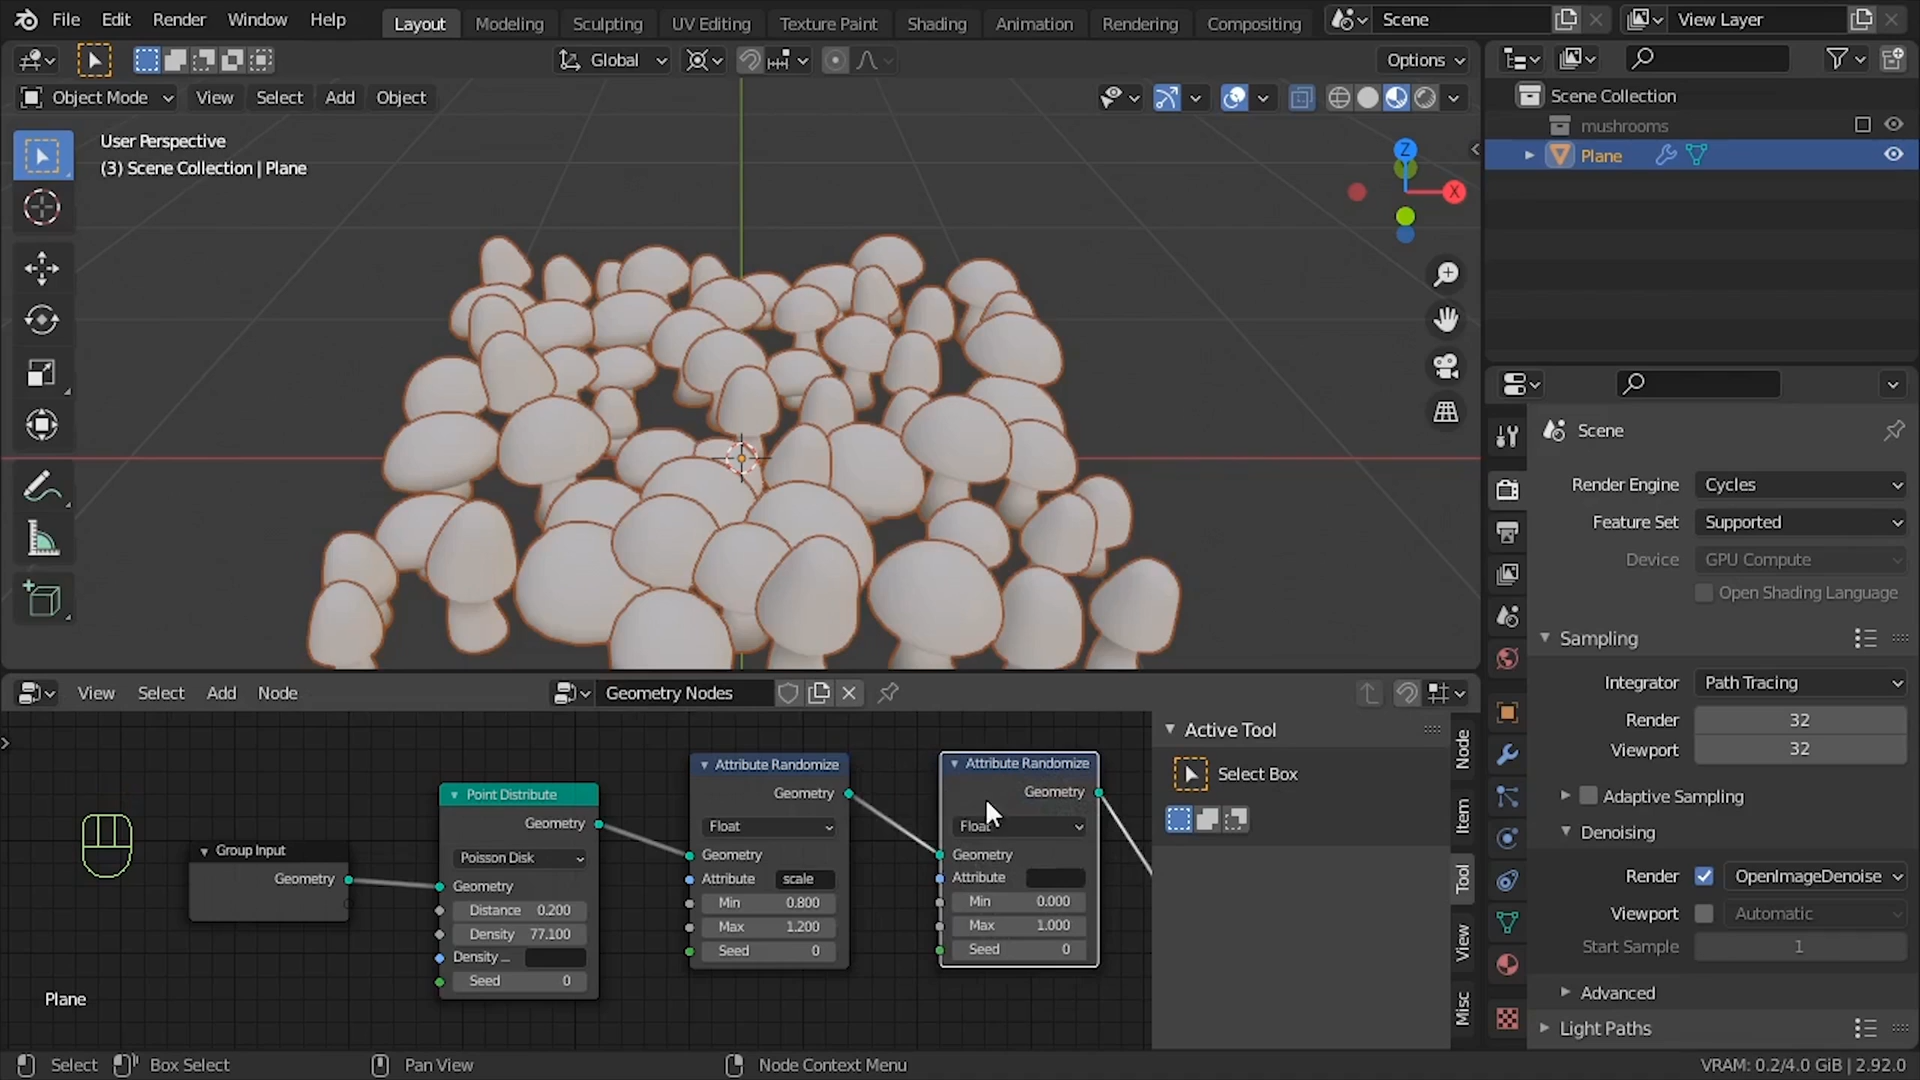 File Edit Render Window Help Layout Modeling Sculpting UV Editing Texture Paint Shading Animation Rendering Compositing Scene View Layer
Global Options
Object Mode View Select Add Object
User Perspective
(3) Scene Collection | Plane
Z
X
Scene Collection
mushrooms
Plane
Scene
Render Engine Cycles
Feature Set Supported
Device GPU Compute
Open Shading Language
Sampling
Integrator Path Tracing
Render 32
Viewport 32
Adaptive Sampling
Denoising
Render OpenImageDenoise
Viewport Automatic
Start Sample 1
Advanced
Light Paths
View Select Add Node Geometry Nodes
Group Input
Geometry
Point Distribute
Geometry
Poisson Disk
Geometry
Distance 0.200
Density 77.100
Density ...
Seed 0
Attribute Randomize
Geometry
Float
Geometry
Attribute scale
Min 0.800
Max 1.200
Seed 0
Attribute Randomize
Geometry
Float
Geometry
Attribute
Min 0.000
Max 1.000
Seed 0
Active Tool
Select Box
Node
Item
Tool
View
Misc
Plane
Select Box Select Pan View Node Context Menu VRAM: 0.2/4.0 GiB | 2.92.0